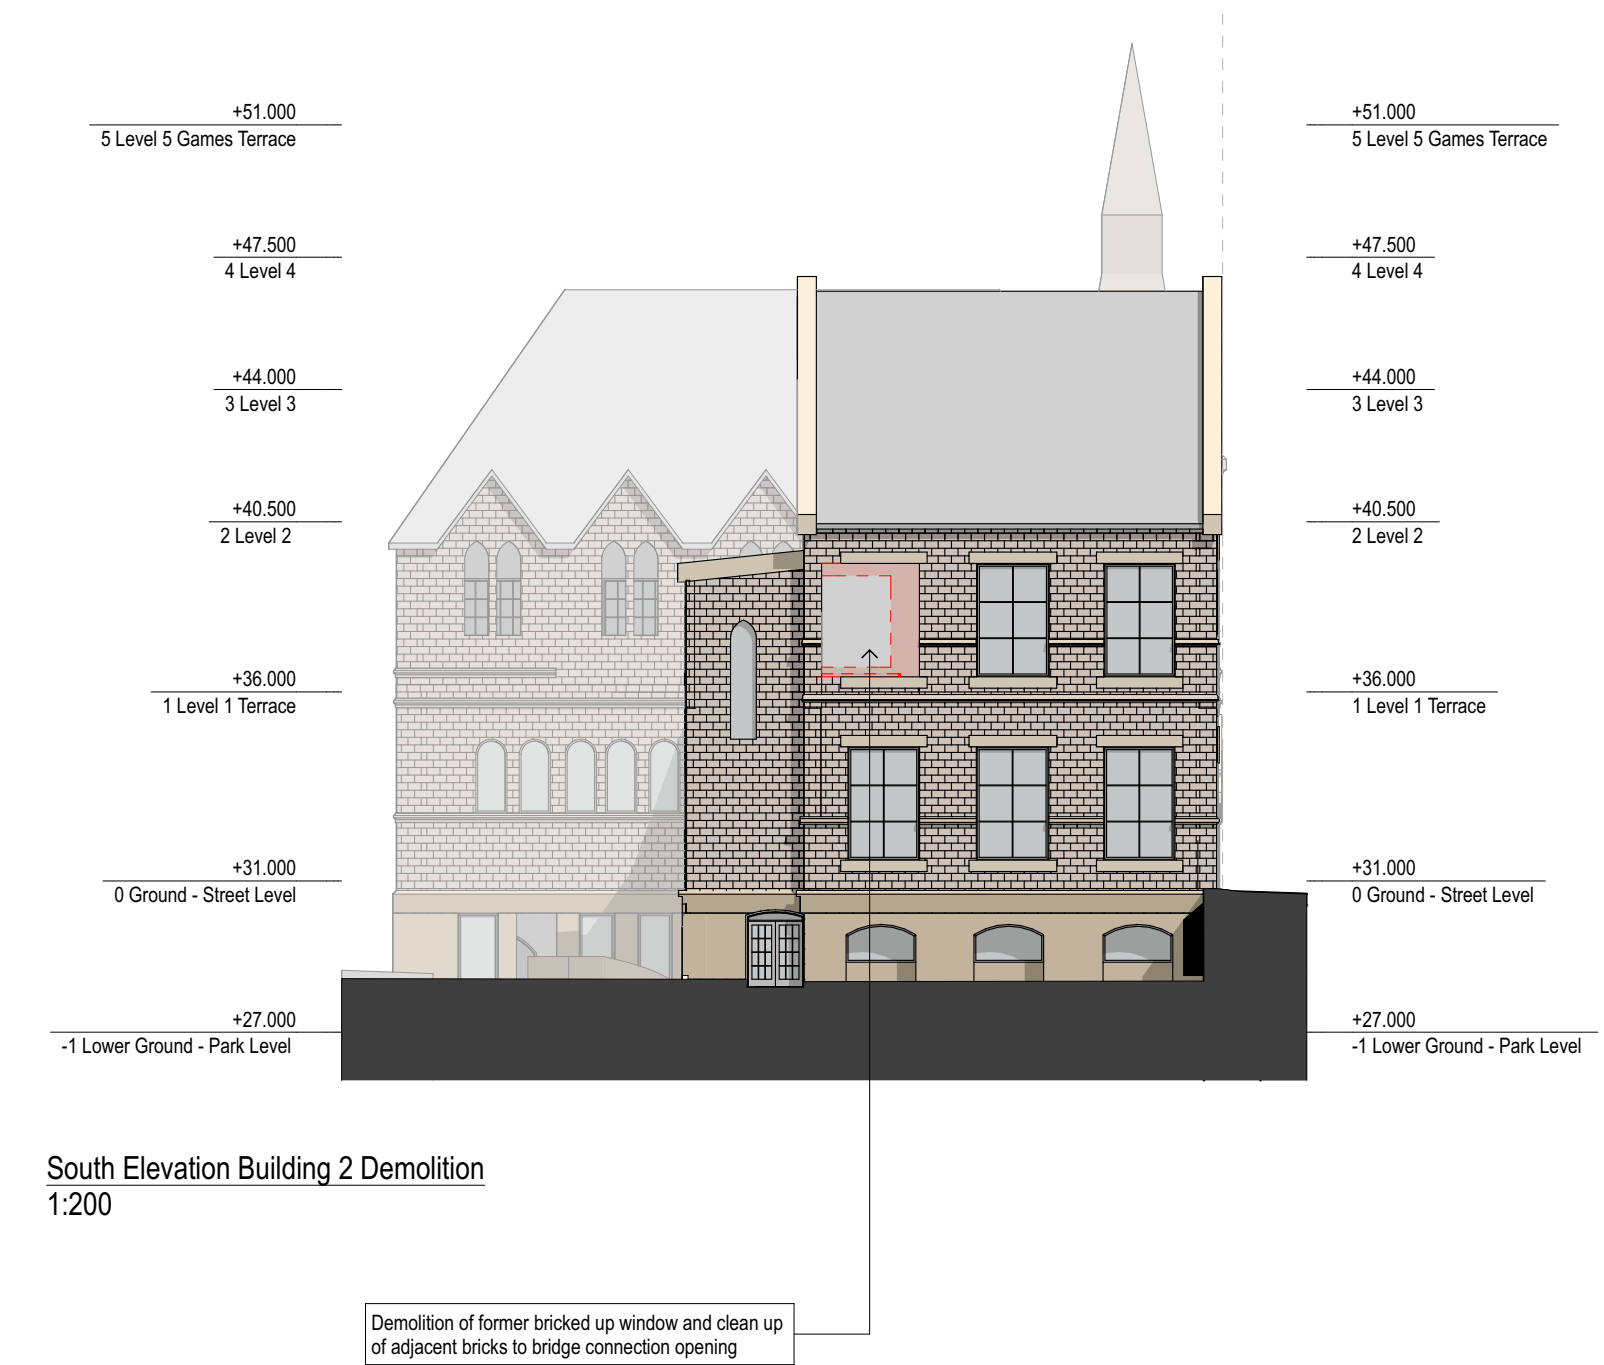 +51.000
5 Level 5 Games Terrace
+51.000
5 Level 5 Games Terrace
+47.500
4 Level 4
+47.500
4 Level 4
+44.000
3 Level 3
+44.000
3 Level 3
+40.500
2 Level 2
+40.500
2 Level 2
+36.000
1 Level 1 Terrace
+36.000
1 Level 1 Terrace
+31.000
0 Ground - Street Level
+31.000
0 Ground - Street Level
+27.000
-1 Lower Ground - Park Level
+27.000
-1 Lower Ground - Park Level
South Elevation Building 2 Demolition
1:200
Demolition of former bricked up window and clean up
of adjacent bricks to bridge connection opening